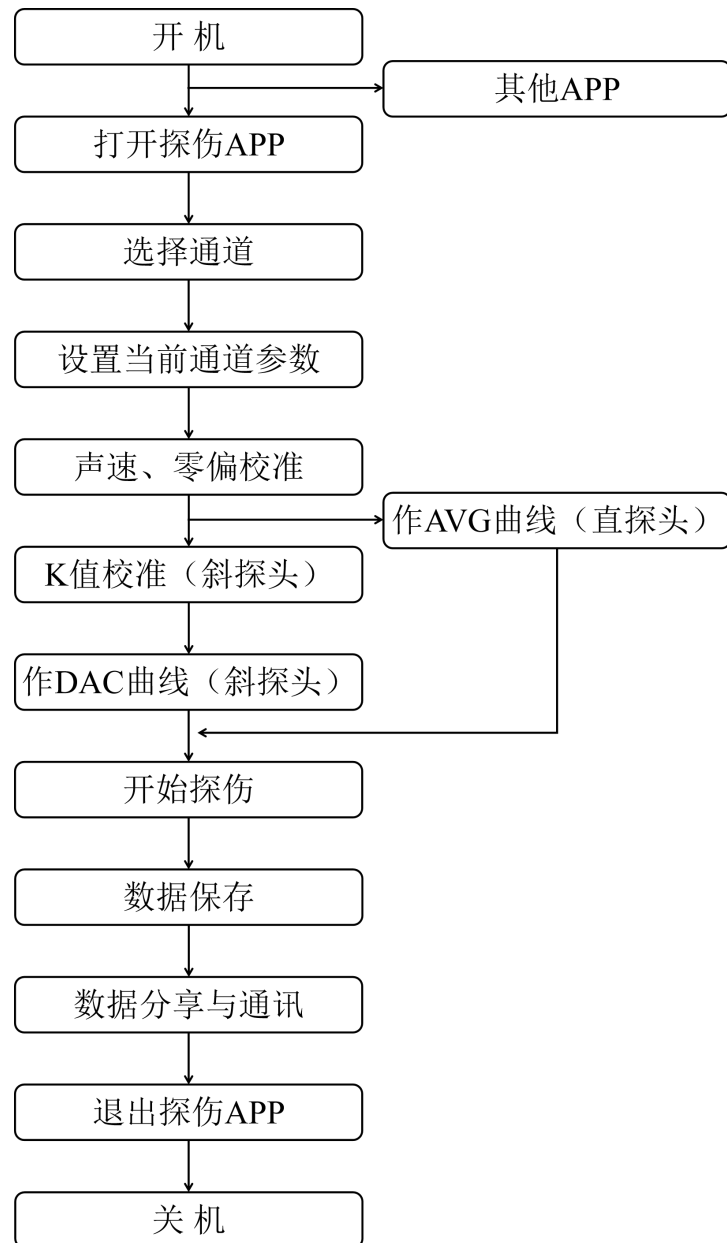 开 机
其他APP
打开探伤APP
选择通道
设置当前通道参数
声速、零偏校准
作AVG曲线（直探头）
K值校准（斜探头）
作DAC曲线（斜探头）
开始探伤
数据保存
数据分享与通讯
退出探伤APP
关 机